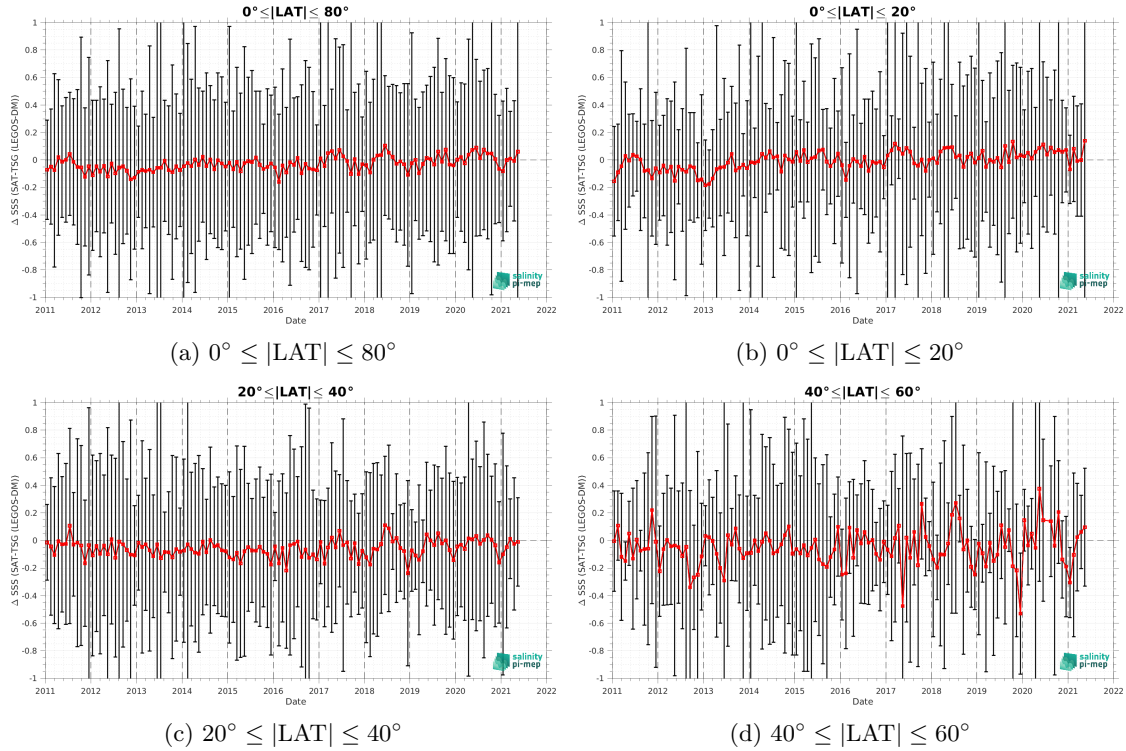 0°≤|LAT|≤ 80°
Δ SSS (SAT-TSG (LEGOS-DM))
1
0.8
0.6
0.4
0.2
0
-0.2
-0.4
-0.6
-0.8
-1
2011 2012 2013 2014 2015 2016 2017 2018 2019 2020 2021 2022
Date
salinity
pi-mep
(a) 0° ≤ |LAT| ≤ 80°
0°≤|LAT|≤ 20°
Δ SSS (SAT-TSG (LEGOS-DM))
1
0.8
0.6
0.4
0.2
0
-0.2
-0.4
-0.6
-0.8
-1
2011 2012 2013 2014 2015 2016 2017 2018 2019 2020 2021 2022
Date
salinity
pi-mep
(b) 0° ≤ |LAT| ≤ 20°
20°≤|LAT|≤ 40°
Δ SSS (SAT-TSG (LEGOS-DM))
1
0.8
0.6
0.4
0.2
0
-0.2
-0.4
-0.6
-0.8
-1
2011 2012 2013 2014 2015 2016 2017 2018 2019 2020 2021 2022
Date
salinity
pi-mep
(c) 20° ≤ |LAT| ≤ 40°
40°≤|LAT|≤ 60°
Δ SSS (SAT-TSG (LEGOS-DM))
1
0.8
0.6
0.4
0.2
0
-0.2
-0.4
-0.6
-0.8
-1
2011 2012 2013 2014 2015 2016 2017 2018 2019 2020 2021 2022
Date
salinity
pi-mep
(d) 40° ≤ |LAT| ≤ 60°